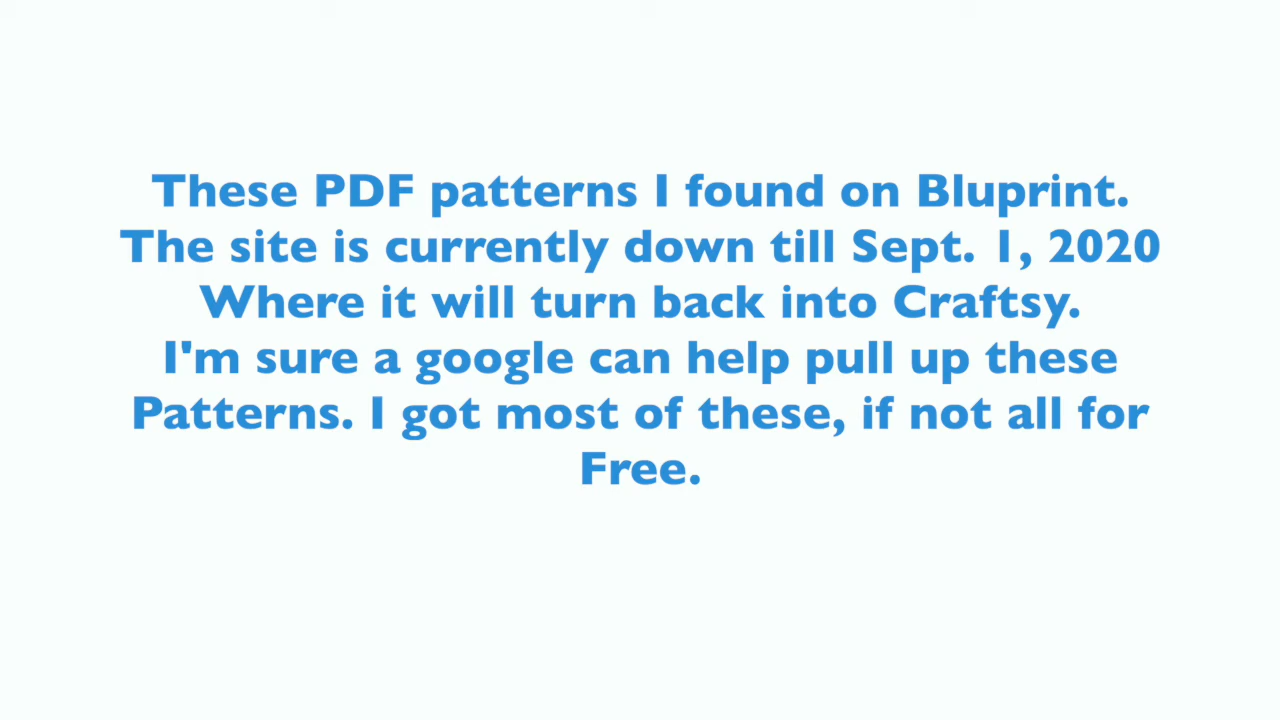 These PDF patterns I found on Bluprint.
The site is currently down till Sept. 1, 2020
Where it will turn back into Craftsy.
I'm sure a google can help pull up these
Patterns. I got most of these, if not all for
Free.